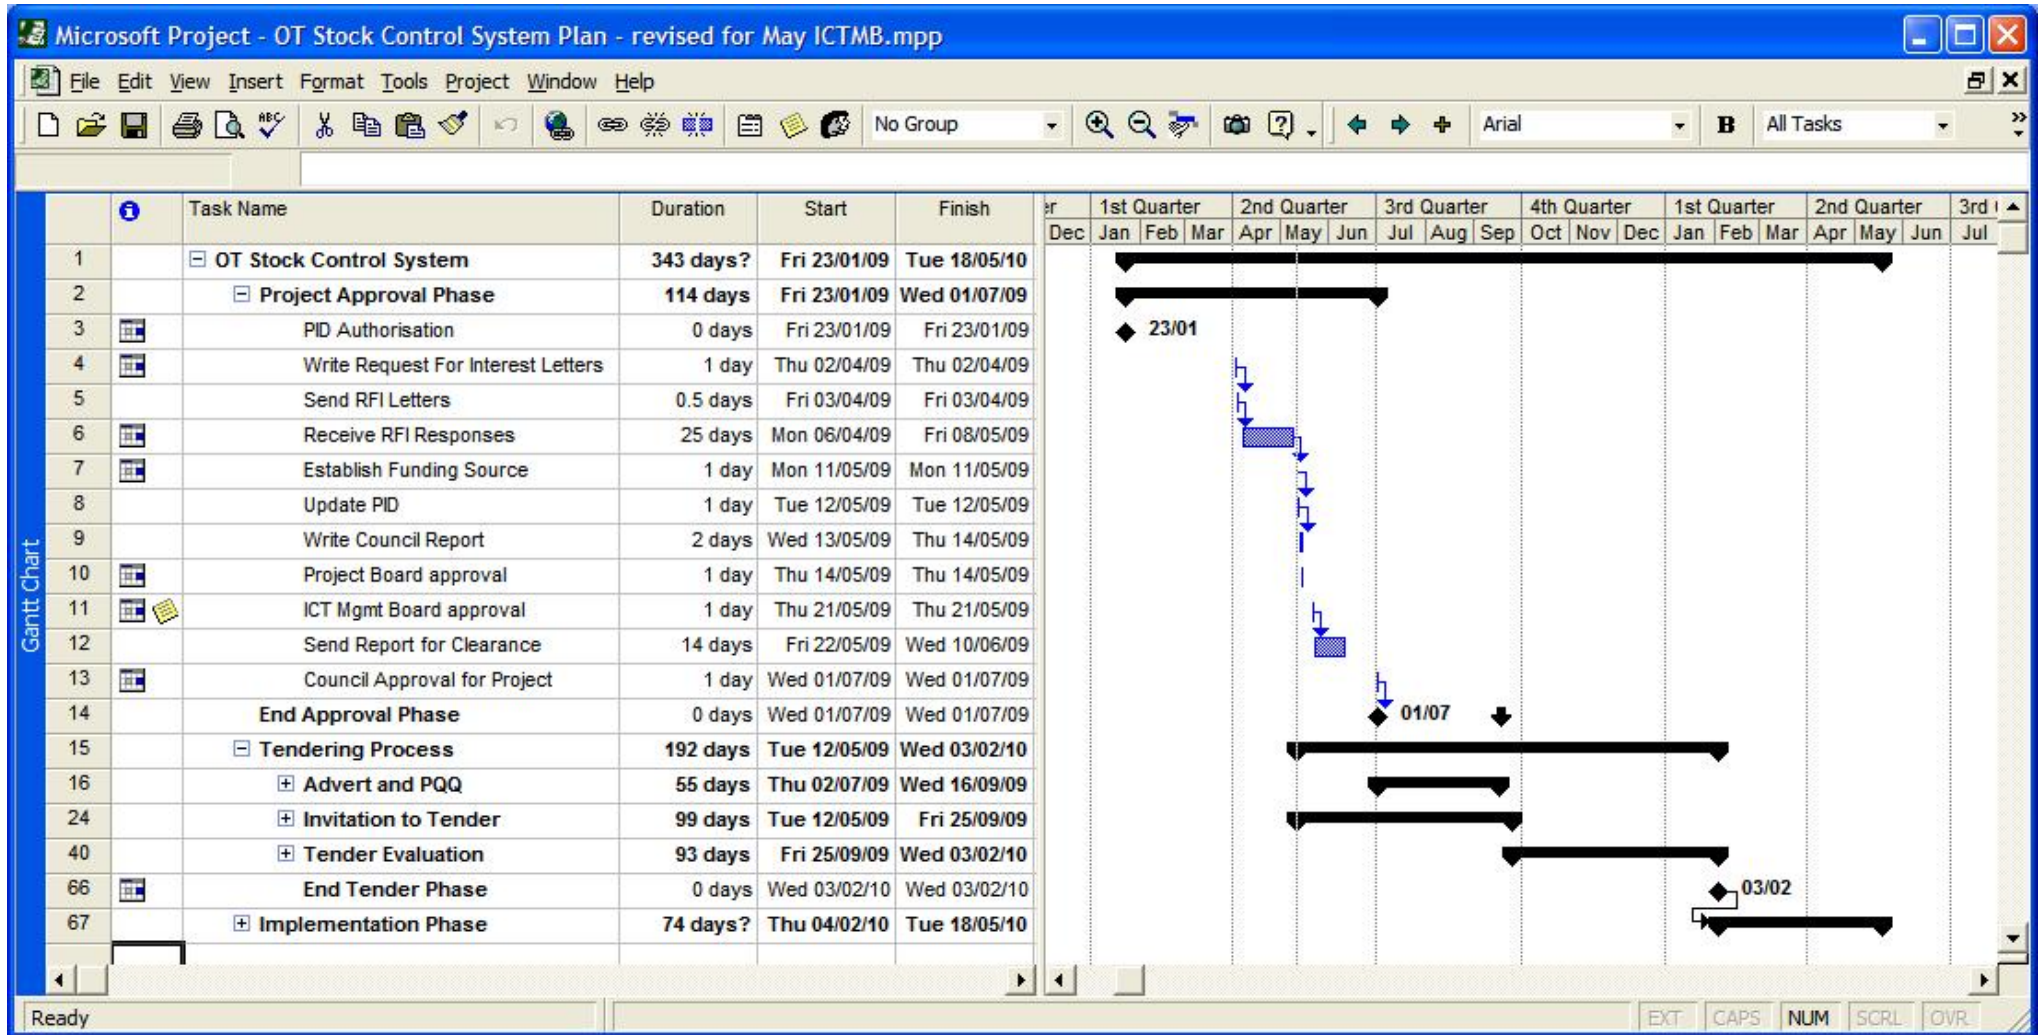 Microsoft Project - OT Stock Control System Plan - revised for May ICTMB.mpp
File Edit View Insert Format Tools Project Window Help
ABC No Group Arial B All Tasks
Task Name Duration Start Finish er 1st Quarter 2nd Quarter 3rd Quarter 4th Quarter 1st Quarter 2nd Quarter 3rd
Dec Jan Feb Mar Apr May Jun Jul Aug Sep Oct Nov Dec Jan Feb Mar Apr May Jun Jul
1 OT Stock Control System 343 days? Fri 23/01/09 Tue 18/05/10
2 Project Approval Phase 114 days Fri 23/01/09 Wed 01/07/09
3 PID Authorisation 0 days Fri 23/01/09 Fri 23/01/09 23/01
4 Write Request For Interest Letters 1 day Thu 02/04/09 Thu 02/04/09
5 Send RFI Letters 0.5 days Fri 03/04/09 Fri 03/04/09
6 Receive RFI Responses 25 days Mon 06/04/09 Fri 08/05/09
7 Establish Funding Source 1 day Mon 11/05/09 Mon 11/05/09
8 Update PID 1 day Tue 12/05/09 Tue 12/05/09
9 Write Council Report 2 days Wed 13/05/09 Thu 14/05/09
10 Project Board approval 1 day Thu 14/05/09 Thu 14/05/09
11 ICT Mgmt Board approval 1 day Thu 21/05/09 Thu 21/05/09
12 Send Report for Clearance 14 days Fri 22/05/09 Wed 10/06/09
13 Council Approval for Project 1 day Wed 01/07/09 Wed 01/07/09
14 End Approval Phase 0 days Wed 01/07/09 Wed 01/07/09 01/07
15 Tendering Process 192 days Tue 12/05/09 Wed 03/02/10
16 Advert and PQQ 55 days Thu 02/07/09 Wed 16/09/09
24 Invitation to Tender 99 days Tue 12/05/09 Fri 25/09/09
40 Tender Evaluation 93 days Fri 25/09/09 Wed 03/02/10
66 End Tender Phase 0 days Wed 03/02/10 Wed 03/02/10 03/02
67 Implementation Phase 74 days? Thu 04/02/10 Tue 18/05/10
Gantt Chart
Ready EXT CAPS NUM SCRL OVR